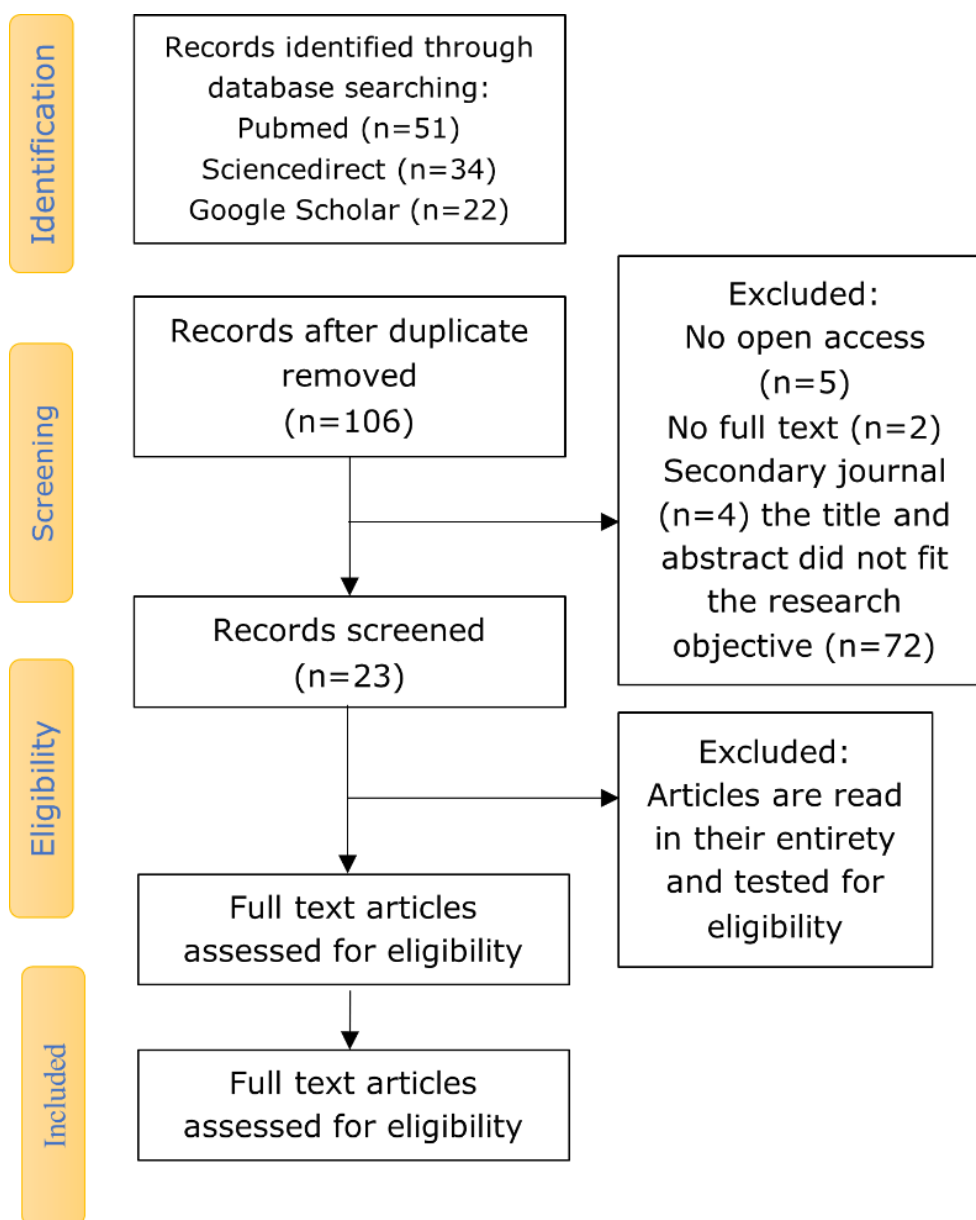 Identification
Records identified through
database searching:
Pubmed (n=51)
Sciencedirect (n=34)
Google Scholar (n=22)
Screening
Records after duplicate
removed
(n=106)
Excluded:
No open access
(n=5)
No full text (n=2)
Secondary journal
(n=4) the title and
abstract did not fit
the research
objective (n=72)
Records screened
(n=23)
Eligibility
Excluded:
Articles are read
in their entirety
and tested for
eligibility
Full text articles
assessed for eligibility
Included
Full text articles
assessed for eligibility